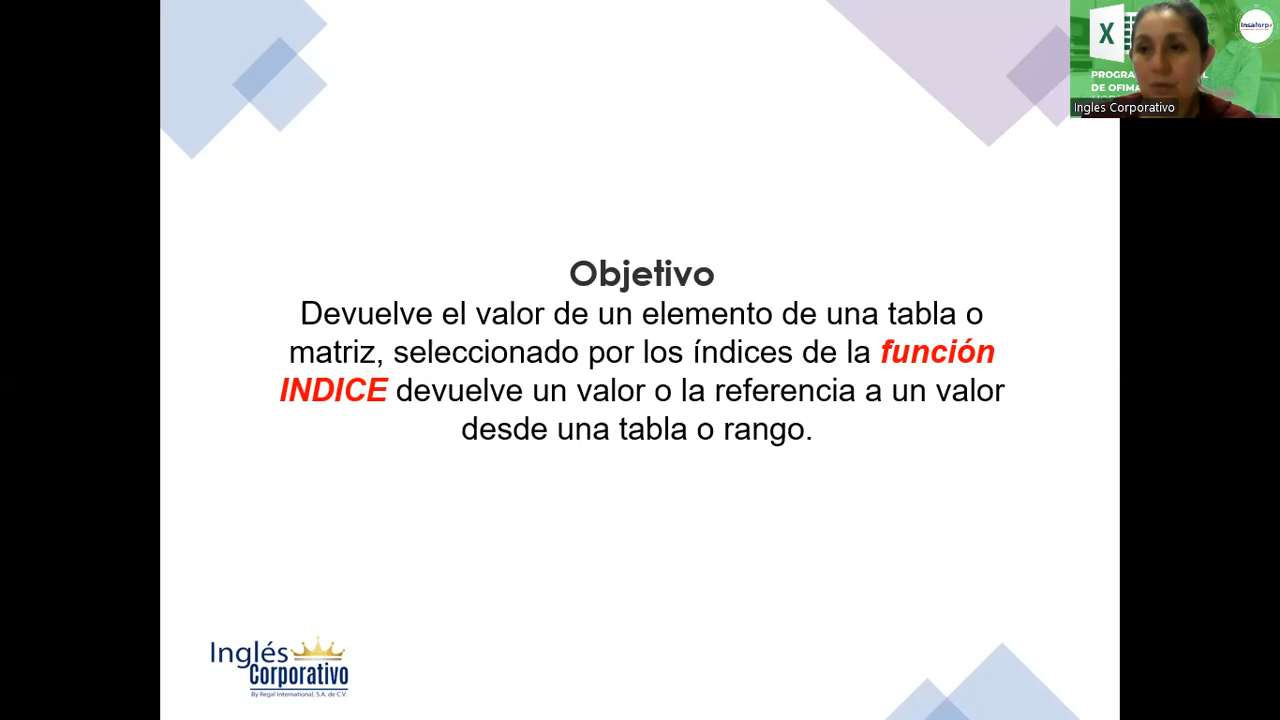 Objetivo
Devuelve el valor de un elemento de una tabla o
matriz, seleccionado por los índices de la función
INDICE devuelve un valor o la referencia a un valor
desde una tabla o rango.
Inglés
Corporativo
By Regal International, S.A. de C.V.
X
Insaforp
PROGRA
L
DE OFIMA
Ingles Corporativo